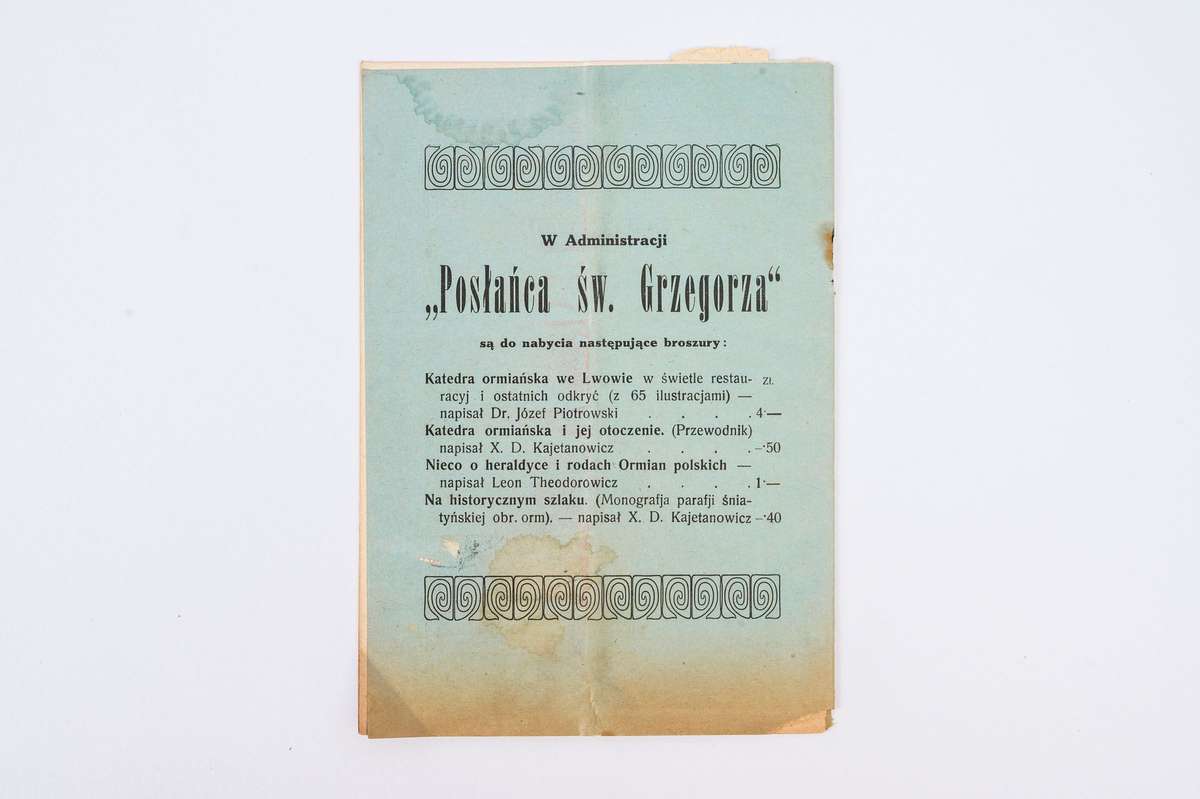 W Administracji
„Posłańca św. Grzegorza“
są do nabycia następujące broszury:
Katedra ormiańska we Lwowie w świetle restau- ZŁ
racyj i ostatnich odkryć (z 65 ilustracjami) —
napisał Dr. Józef Piotrowski . . . . 4·—
Katedra ormiańska i jej otoczenie. (Przewodnik)
napisał X. D. Kajetanowicz . . . . —·50
Nieco o heraldyce i rodach Ormian polskich —
napisał Leon Theodorowicz . . . . 1·—
Na historycznym szlaku. (Monografja parafji śnia-
tyńskiej obr. orm). — napisał X. D. Kajetanowicz —·40